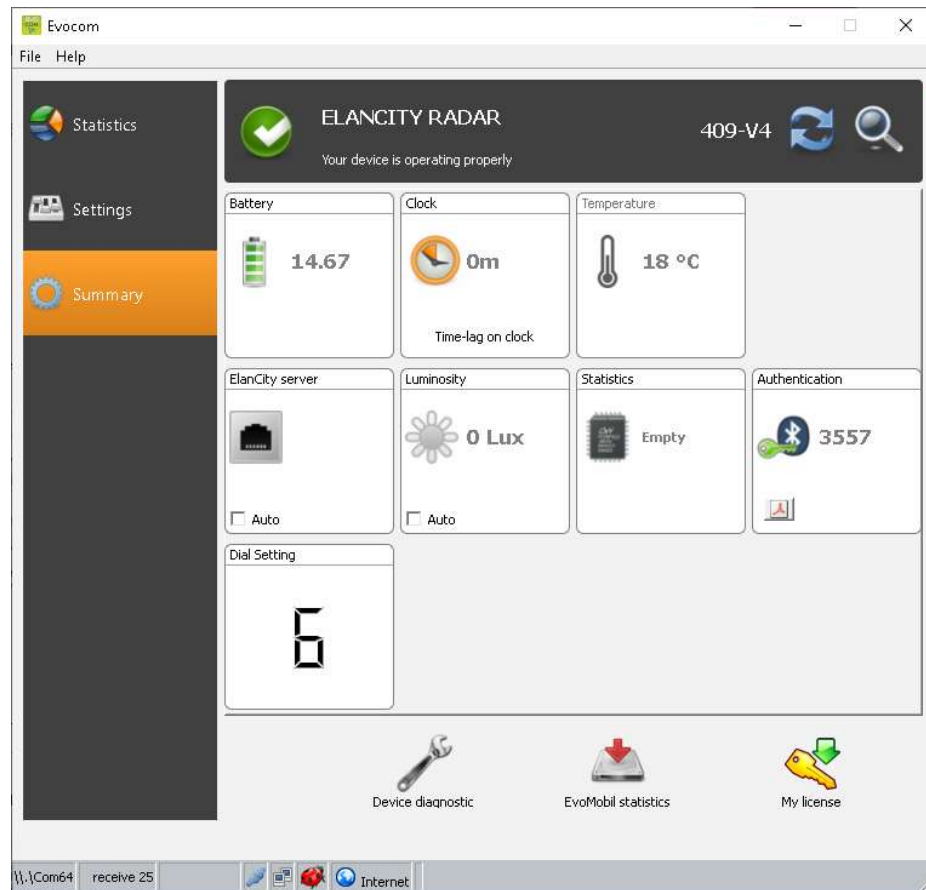 Evocom
File Help
Statistics
Settings
Summary
ELANCITY RADAR
Your device is operating properly
409-V4
Battery
14.67
Clock
0m
Time-lag on clock
Temperature
18 °C
ElanCity server
Auto
Luminosity
0 Lux
Auto
Statistics
Empty
Authentication
3557
Dial Setting
6
Device diagnostic
EvoMobil statistics
My license
\\.\Com64
receive 25
Internet